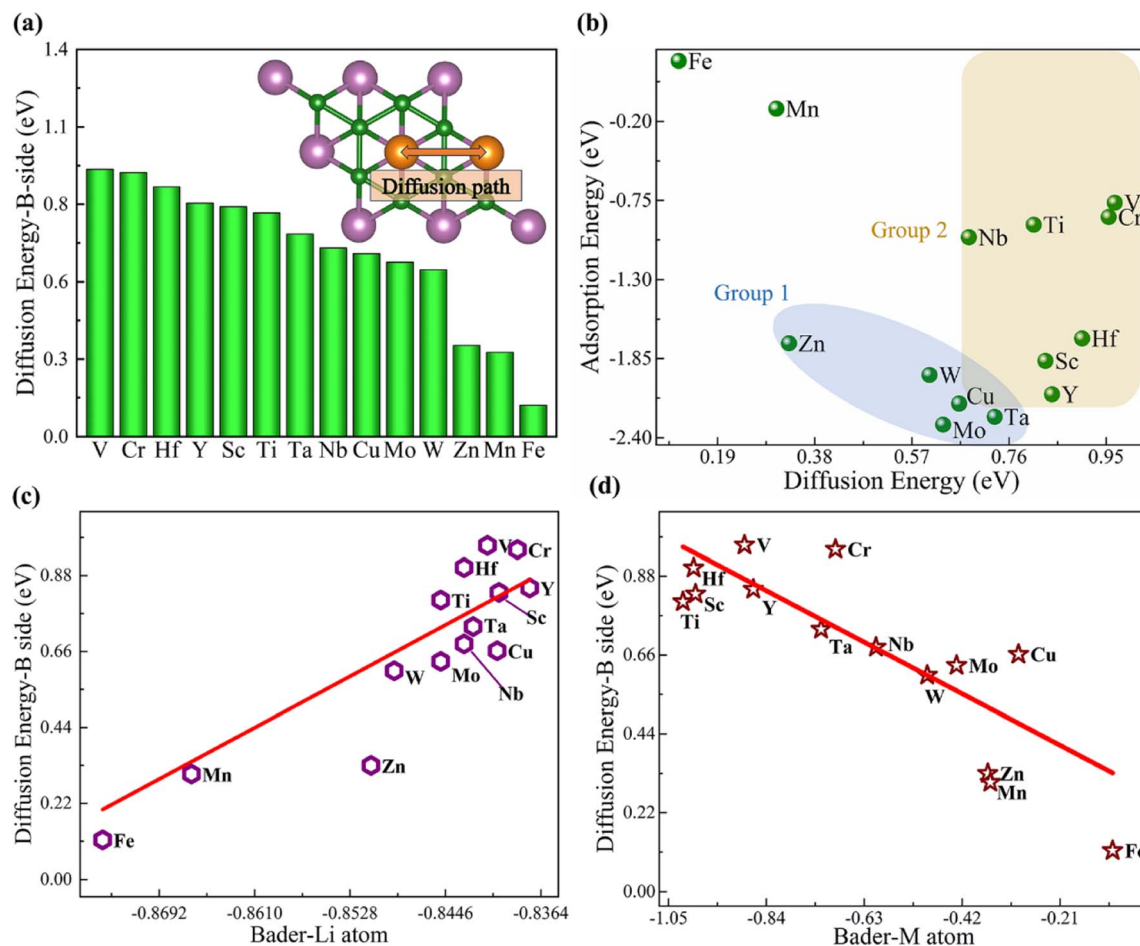 (a)
Diffusion Energy-B-side (eV)
1.4
1.1
0.8
0.6
0.3
0.0
Diffusion path
V Cr Hf Y Sc Ti Ta Nb Cu Mo W Zn Mn Fe
(b)
Adsorption Energy (eV)
-0.20
-0.75
-1.30
-1.85
-2.40
Fe
Mn
V
Cr
Ti
Nb
Group 2
Group 1
Zn
Hf
Sc
W
Y
Cu
Ta
Mo
0.19 0.38 0.57 0.76 0.95
Diffusion Energy (eV)
(c)
Diffusion Energy-B side (eV)
0.88
0.66
0.44
0.22
0.00
V
Cr
Hf
Y
Ti
Sc
Ta
Cu
W
Mo
Nb
Zn
Mn
Fe
-0.8692 -0.8610 -0.8528 -0.8446 -0.8364
Bader-Li atom
(d)
Diffusion Energy-B side (eV)
0.88
0.66
0.44
0.22
0.00
V
Cr
Hf
Sc
Y
Ti
Ta
Nb
Cu
Mo
W
Zn
Mn
Fe
-1.05 -0.84 -0.63 -0.42 -0.21
Bader-M atom